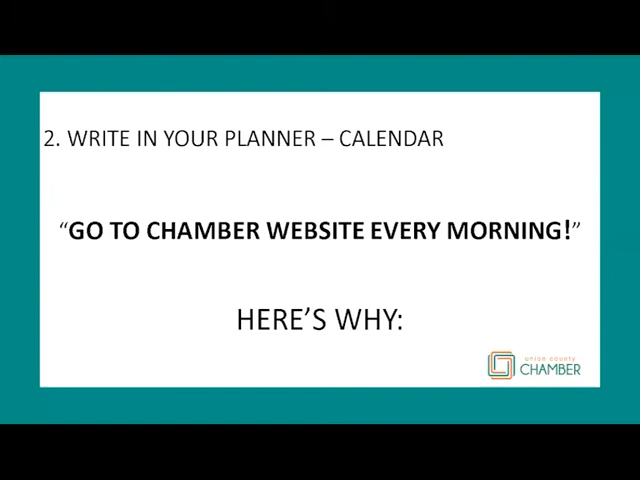 2. WRITE IN YOUR PLANNER – CALENDAR
“GO TO CHAMBER WEBSITE EVERY MORNING!”
HERE’S WHY:
union county
CHAMBER